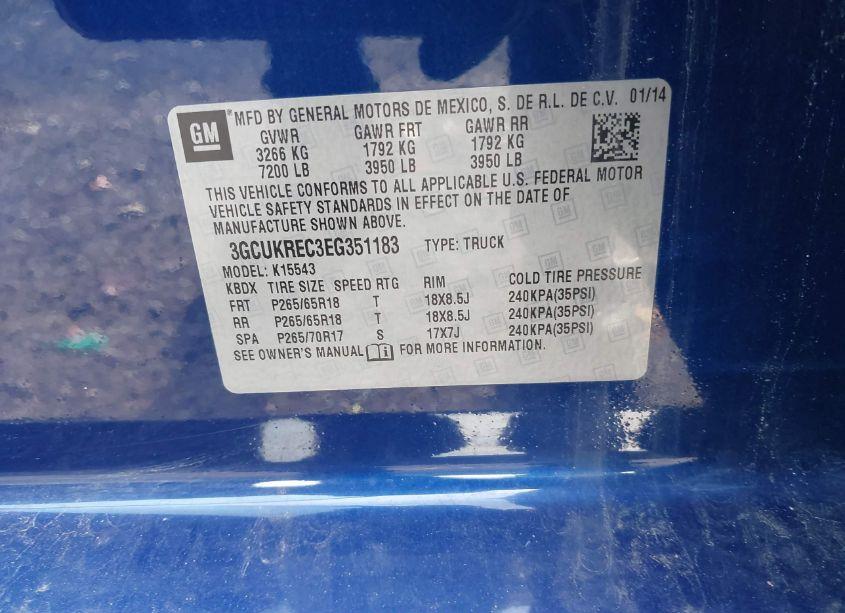 GM
MFD BY GENERAL MOTORS DE MEXICO, S. DE R.L. DE C.V. 01/14
GVWR GAWR FRT GAWR RR
3266 KG 1792 KG 1792 KG
7200 LB 3950 LB 3950 LB
THIS VEHICLE CONFORMS TO ALL APPLICABLE U.S. FEDERAL MOTOR
VEHICLE SAFETY STANDARDS IN EFFECT ON THE DATE OF
MANUFACTURE SHOWN ABOVE.
3GCUKREC3EG351183 TYPE: TRUCK
MODEL: K15543
KBDX TIRE SIZE SPEED RTG RIM COLD TIRE PRESSURE
FRT P265/65R18 T 18X8.5J 240KPA(35PSI)
RR P265/65R18 T 18X8.5J 240KPA(35PSI)
SPA P265/70R17 S 17X7J 240KPA(35PSI)
SEE OWNER'S MANUAL FOR MORE INFORMATION.